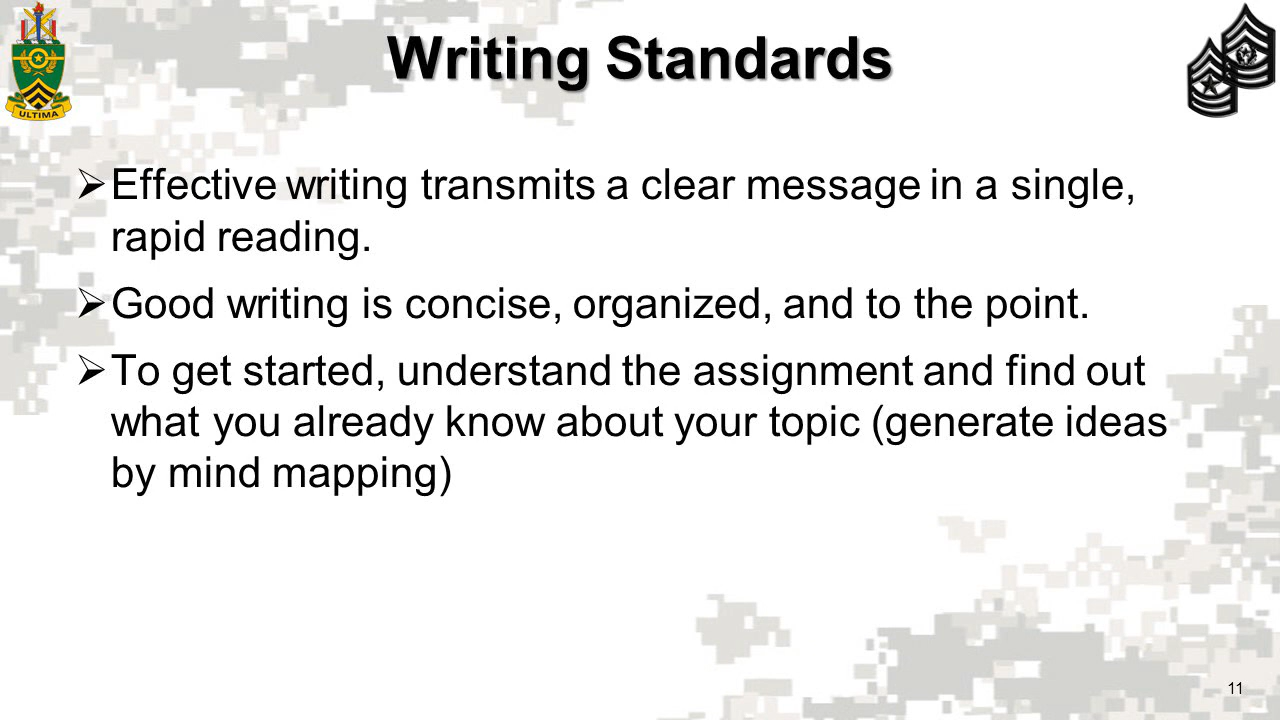 Writing Standards
ULTIMA
➢Effective writing transmits a clear message in a single,
rapid reading.
➢Good writing is concise, organized, and to the point.
➢To get started, understand the assignment and find out
what you already know about your topic (generate ideas
by mind mapping)
11